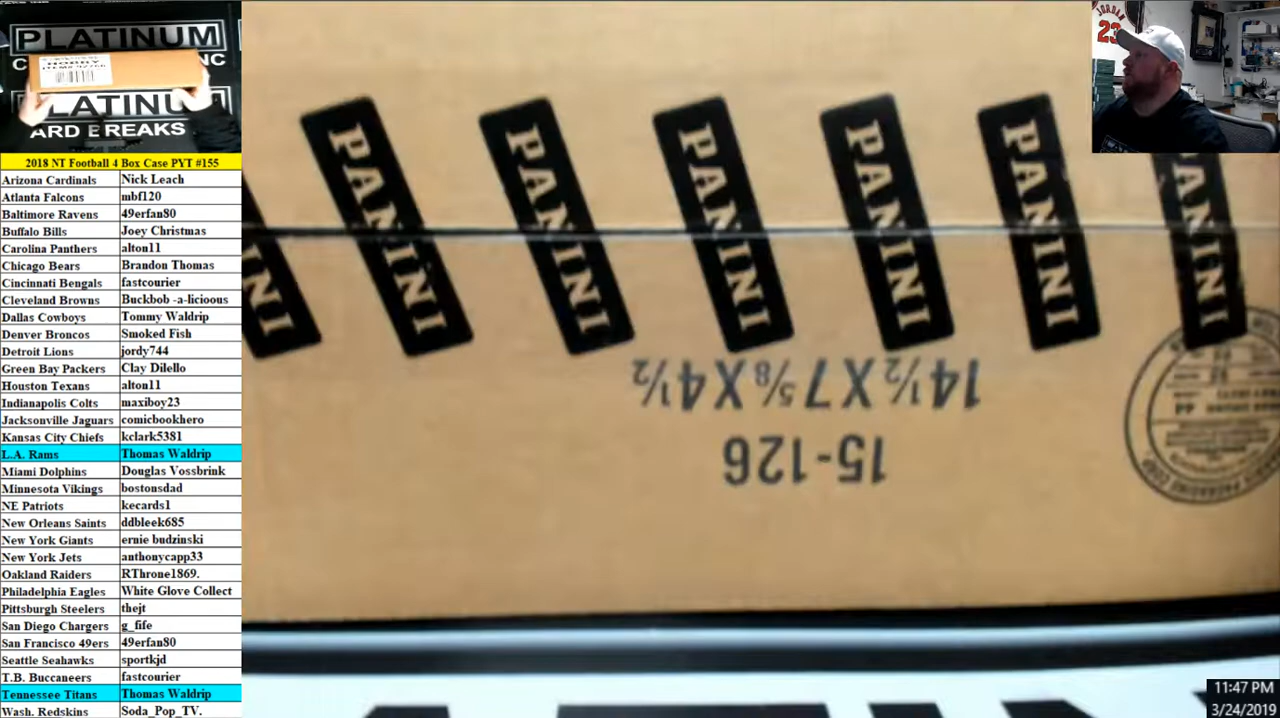 PLATINUM
HOBBY
PLATINUM
ARD BREAKS
JORDAN
23
2018 NT Football 4 Box Case PYT #155
Arizona Cardinals Nick Leach
Atlanta Falcons mbf120
Baltimore Ravens 49erfan80
Buffalo Bills Joey Christmas
Carolina Panthers alton11
Chicago Bears Brandon Thomas
Cincinnati Bengals fastcourier
Cleveland Browns Buckbob -a-licioous
Dallas Cowboys Tommy Waldrip
Denver Broncos Smoked Fish
Detroit Lions jordy744
Green Bay Packers Clay Dilello
Houston Texans alton11
Indianapolis Colts maxiboy23
Jacksonville Jaguars comicbookhero
Kansas City Chiefs kclark5381
L.A. Rams Thomas Waldrip
Miami Dolphins Douglas Vossbrink
Minnesota Vikings bostonsdad
NE Patriots kecards1
New Orleans Saints ddbleek685
New York Giants ernie budzinski
New York Jets anthonycapp33
Oakland Raiders RThrone1869.
Philadelphia Eagles White Glove Collect
Pittsburgh Steelers thejt
San Diego Chargers g_fife
San Francisco 49ers 49erfan80
Seattle Seahawks sportkjd
T.B. Buccaneers fastcourier
Tennessee Titans Thomas Waldrip
Wash. Redskins Soda_Pop_TV.
PANINI
PANINI
PANINI
PANINI
PANINI
PANINI
NINI
14½X7⅝X4½
15-126
PP
11:47 PM
3/24/2019